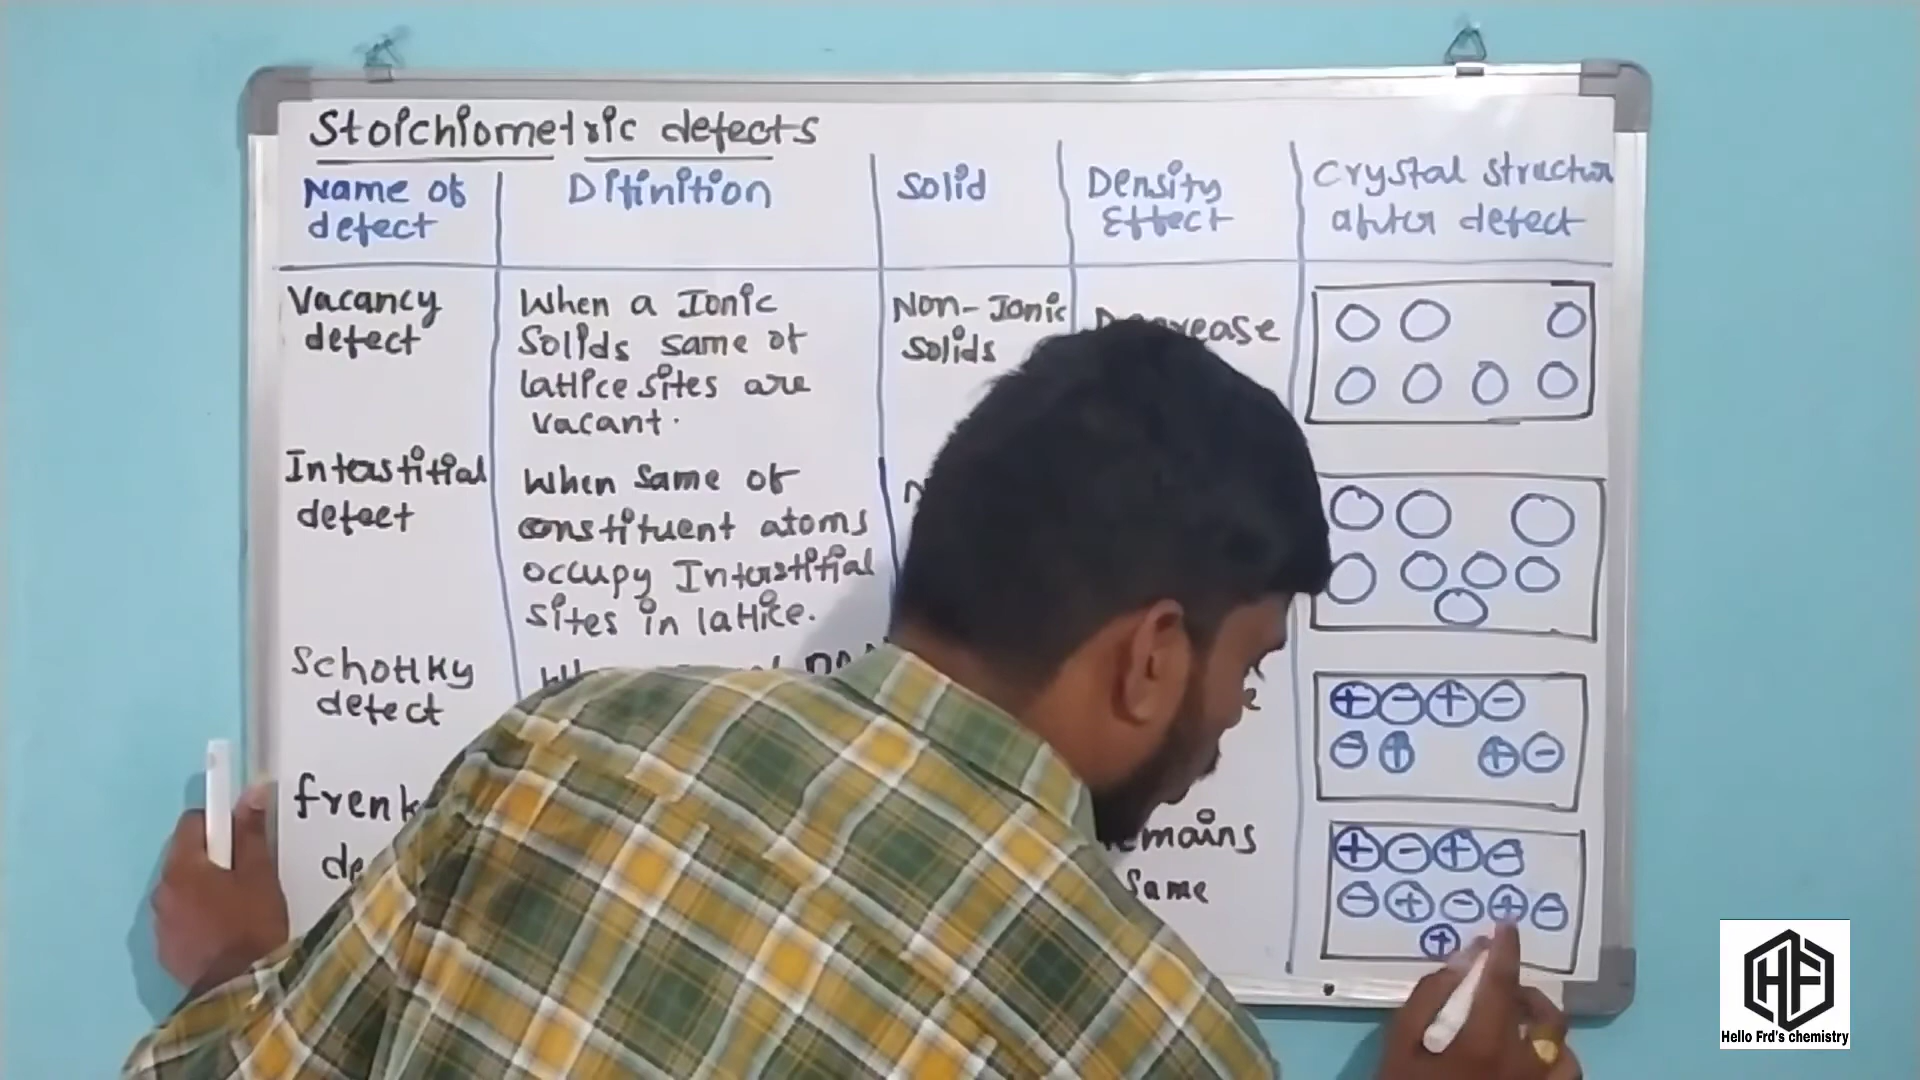 Stoichiometric defects
Name of defect
Difinition
Solid
Density Effect
Crystal structur after defect
Vacancy defect
When a Ionic
Solids same of
lattice sites are
vacant.
Non-Ionic
solids
Interstitial
defect
When same of
constituent atoms
occupy Interstitial
sites in lattice.
Schottky
defect
+ - + -
- + + -
same
+ - + -
- + - + -
+
HF
Hello Frd's chemistry